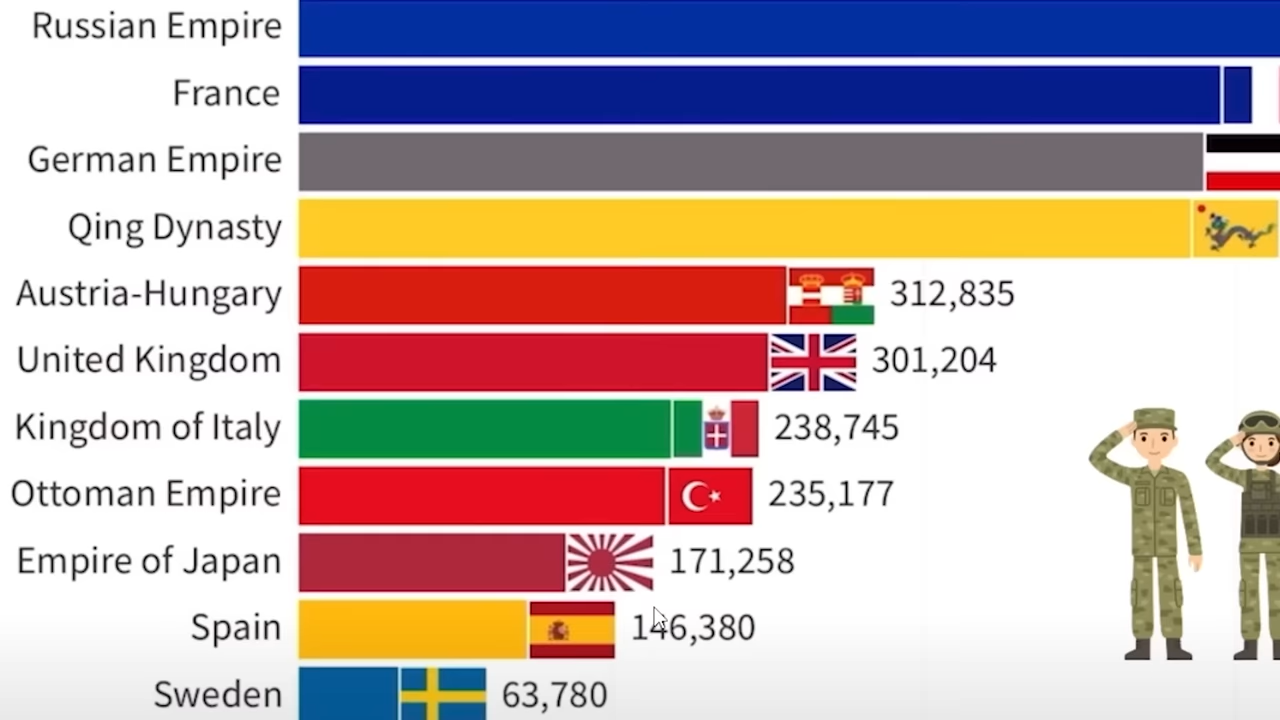 Russian Empire
France
German Empire
Qing Dynasty
Austria-Hungary 312,835
United Kingdom 301,204
Kingdom of Italy 238,745
Ottoman Empire 235,177
Empire of Japan 171,258
Spain 146,380
Sweden 63,780